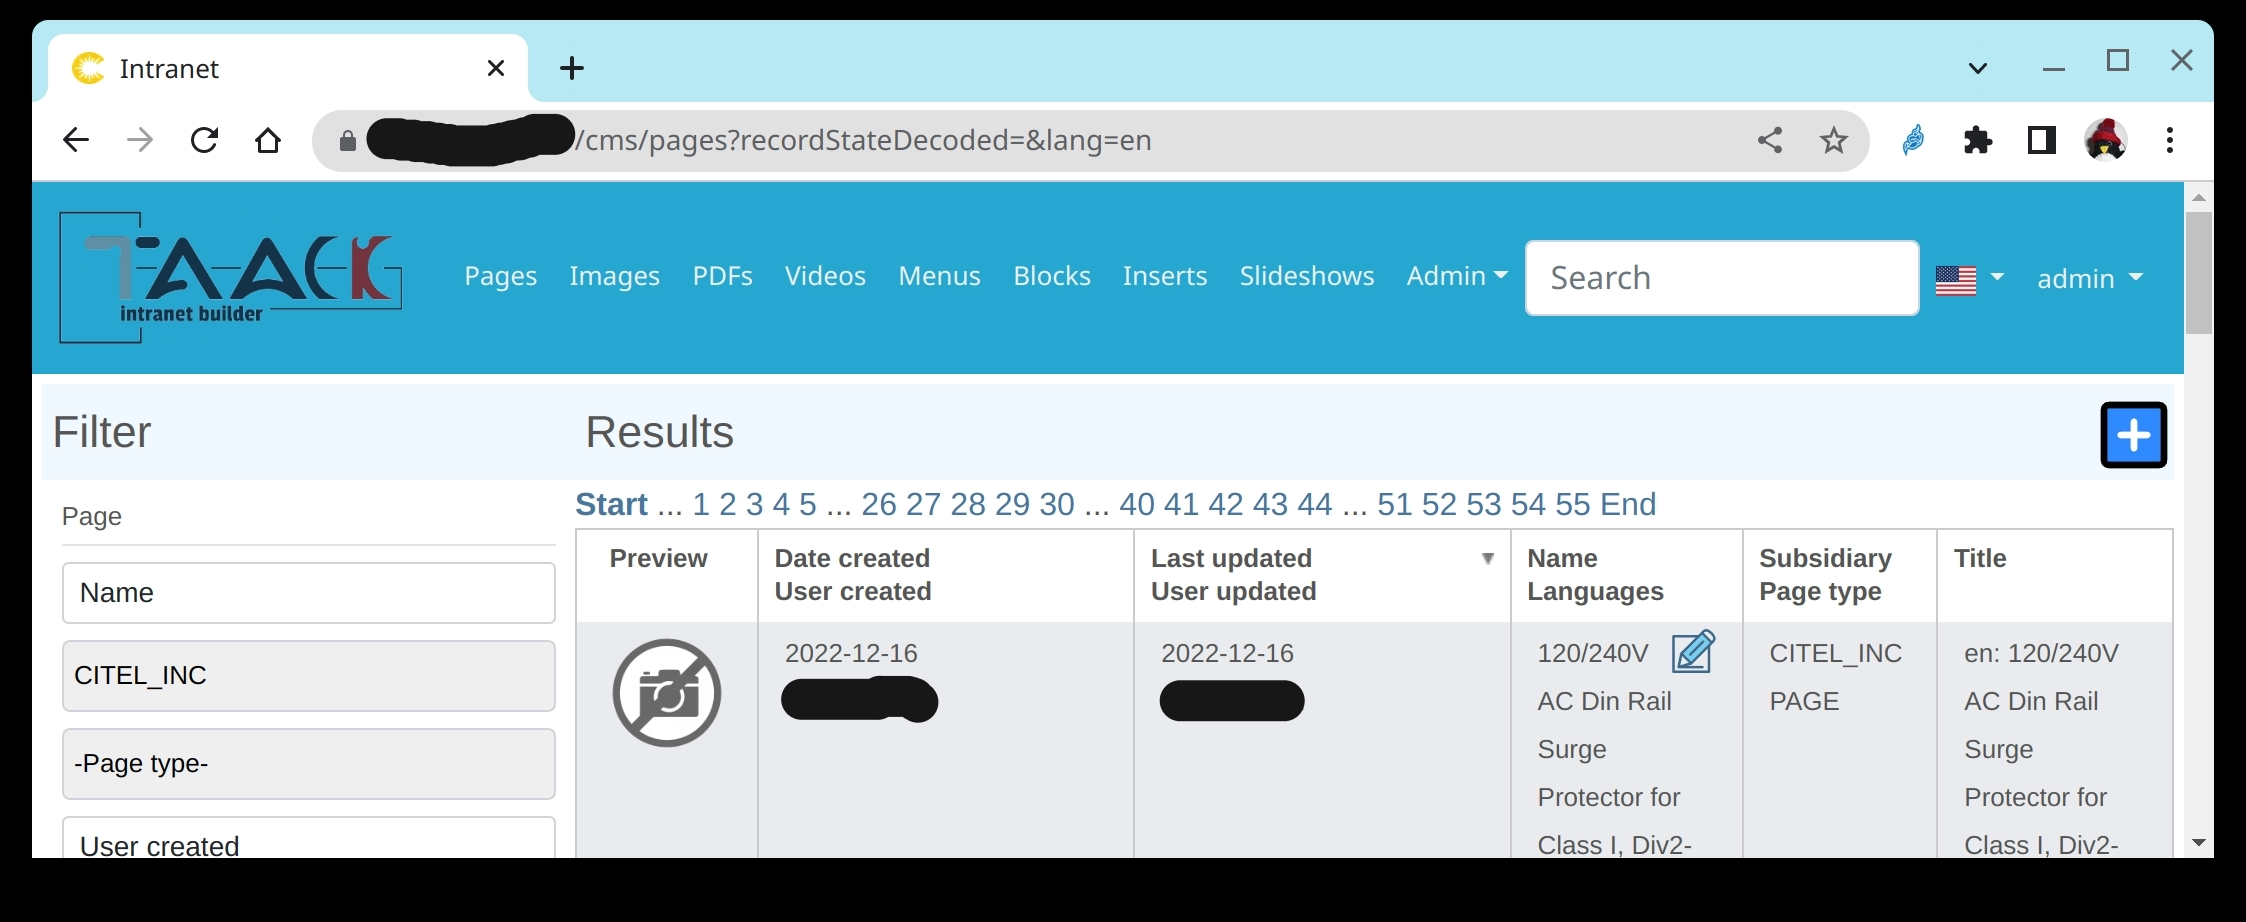 Intranet
/cms/pages?recordStateDecoded=&lang=en
TAACK
intranet builder
Pages Images PDFs Videos Menus Blocks Inserts Slideshows Admin Search admin
Filter Results
Start ... 1 2 3 4 5 ... 26 27 28 29 30 ... 40 41 42 43 44 ... 51 52 53 54 55 End
Page
Name
CITEL_INC
-Page type-
User created
Preview
Date created
User created
Last updated
User updated
Name
Languages
Subsidiary
Page type
Title
2022-12-16
2022-12-16
120/240V
AC Din Rail
Surge
Protector for
Class I, Div2-
CITEL_INC
PAGE
en: 120/240V
AC Din Rail
Surge
Protector for
Class I, Div2-